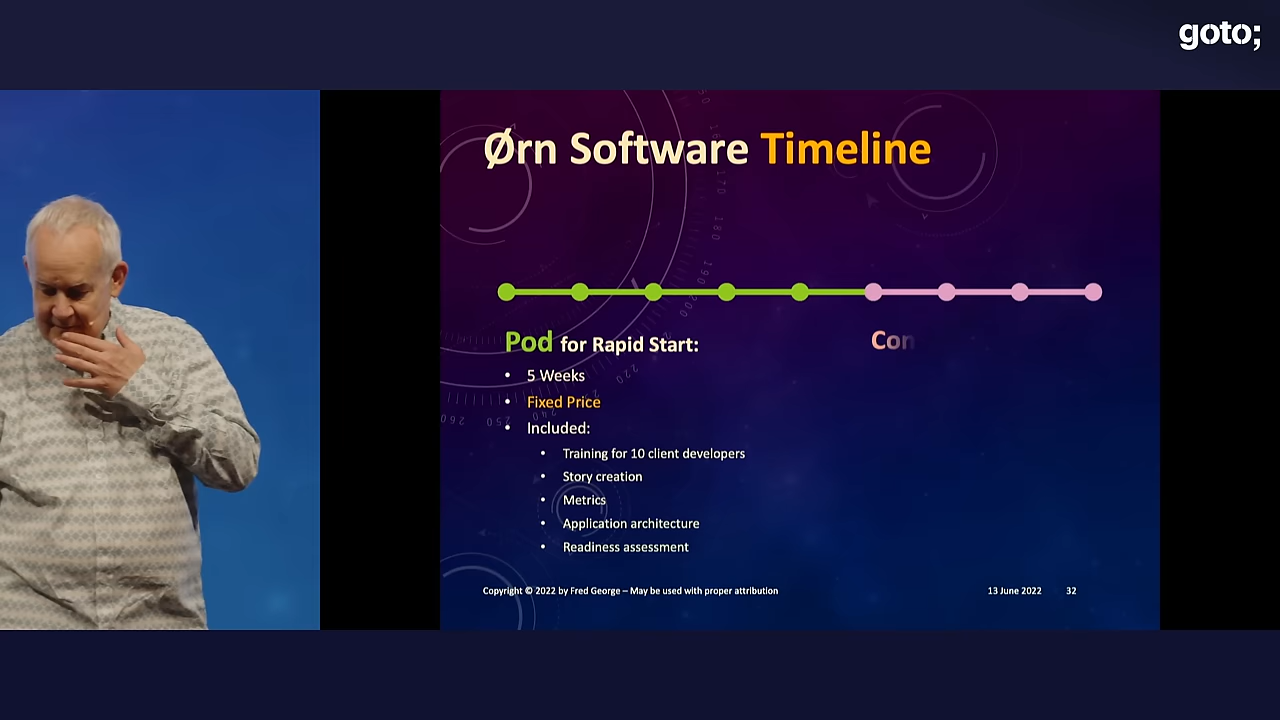 goto;
Ørn Software Timeline
Pod for Rapid Start:
Con
• 5 Weeks
• Fixed Price
• Included:
• Training for 10 client developers
• Story creation
• Metrics
• Application architecture
• Readiness assessment
Copyright © 2022 by Fred George – May be used with proper attribution
13 June 2022
32